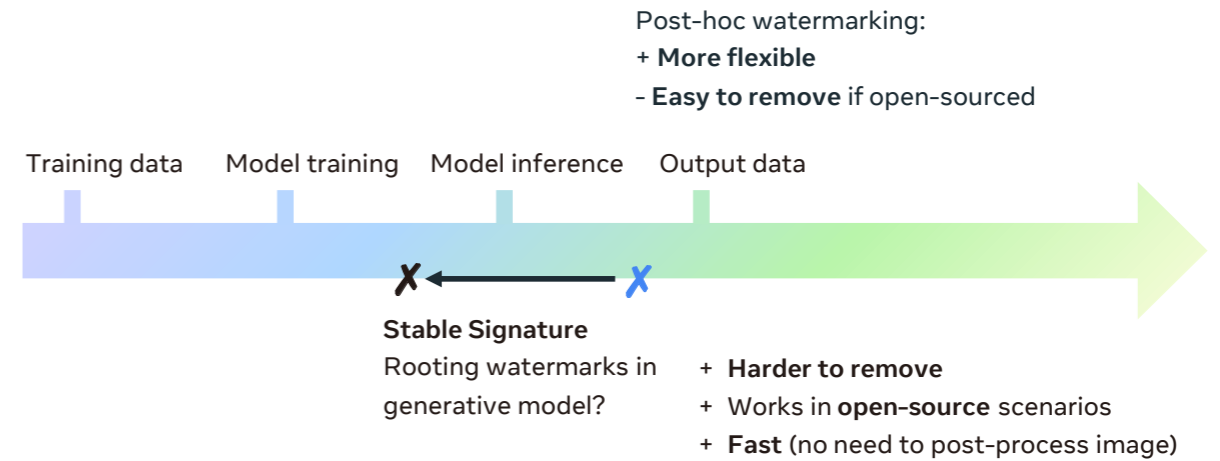 Post-hoc watermarking:
+ More flexible
- Easy to remove if open-sourced
Training data
Model training
Model inference
Output data
✗
✗
Stable Signature
Rooting watermarks in
generative model?
+ Harder to remove
+ Works in open-source scenarios
+ Fast (no need to post-process image)